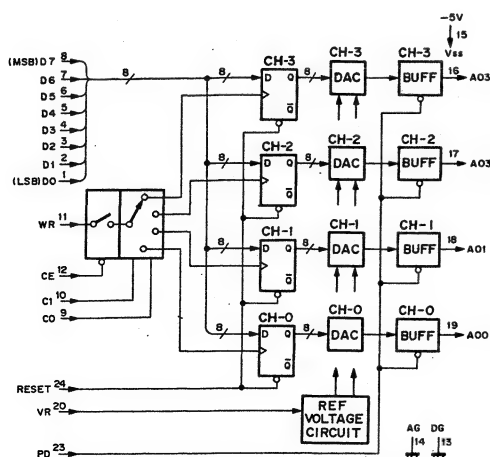 -5V
15
Vss
(MSB)D7 8
D6 7
D5 6
D4 5
D3 4
D2 3
D1 2
(LSB)D0 1
8
8
CH-3
D Q
Q̅
8
CH-3
DAC
CH-3
BUFF
16
AO3
8
CH-2
D Q
Q̅
8
CH-2
DAC
CH-2
BUFF
17
AO3
WR 11
CE 12
C1 10
C0 9
8
CH-1
D Q
Q̅
8
CH-1
DAC
CH-1
BUFF
18
AO1
8
CH-0
D Q
Q̅
8
CH-0
DAC
CH-0
BUFF
19
AO0
RESET 24
VR 20
REF
VOLTAGE
CIRCUIT
PD 23
AG
14
DG
13